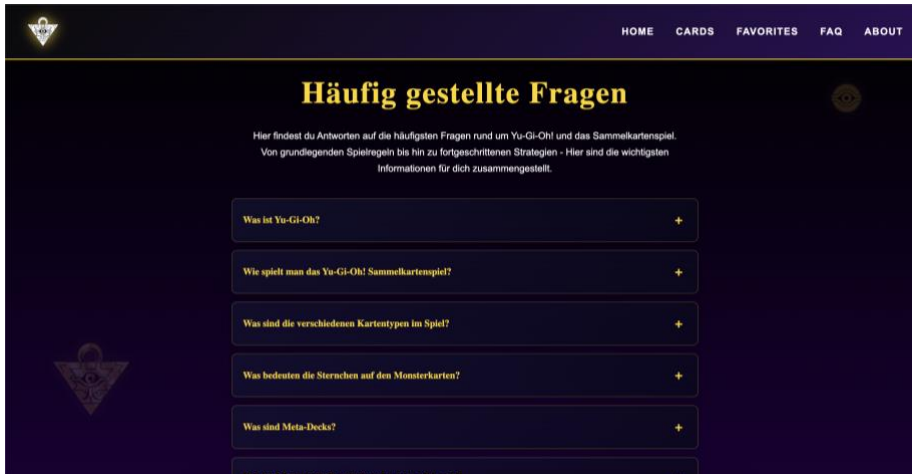 HOME CARDS FAVORITES FAQ ABOUT
Häufig gestellte Fragen
Hier findest du Antworten auf die häufigsten Fragen rund um Yu-Gi-Oh! und das Sammelkartenspiel.
Von grundlegenden Spielregeln bis hin zu fortgeschrittenen Strategien - Hier sind die wichtigsten
Informationen für dich zusammengestellt.
Was ist Yu-Gi-Oh? +
Wie spielt man das Yu-Gi-Oh! Sammelkartenspiel? +
Was sind die verschiedenen Kartentypen im Spiel? +
Was bedeuten die Sternchen auf den Monsterkarten? +
Was sind Meta-Decks? +